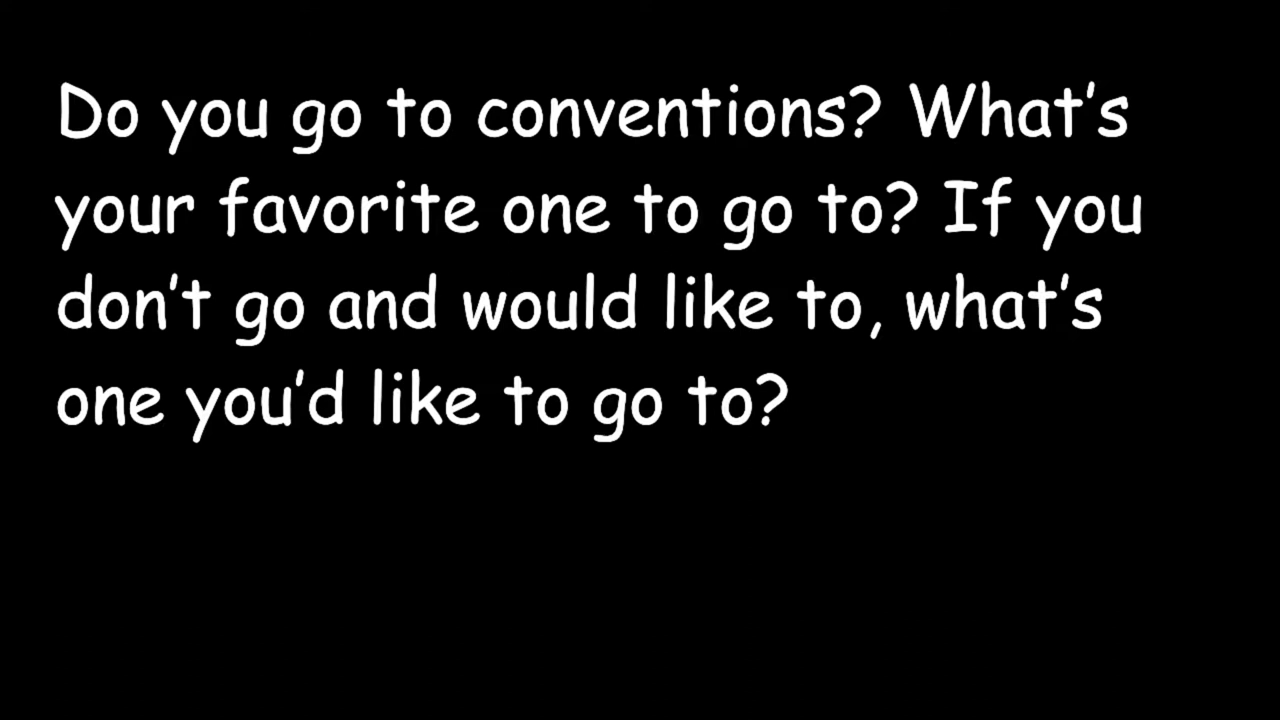 Do you go to conventions? What's
your favorite one to go to? If you
don't go and would like to, what's
one you'd like to go to?